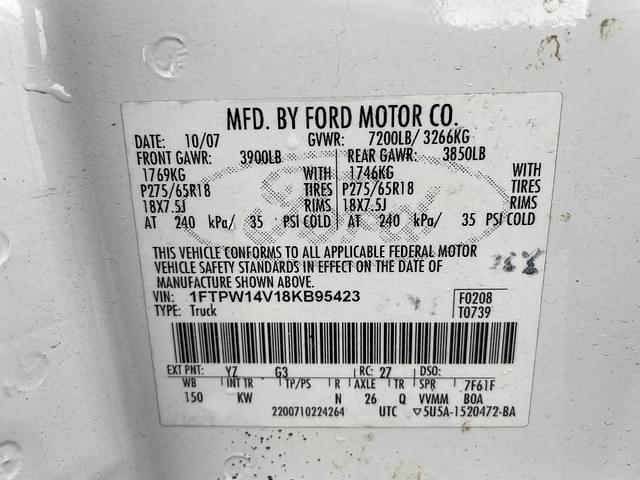 MFD. BY FORD MOTOR CO.
DATE: 10/07 GVWR: 7200LB/ 3266KG
FRONT GAWR: 3900LB REAR GAWR: 3850LB
1769KG WITH 1746KG WITH
P275/65R18 TIRES P275/65R18 TIRES
18X7.5J RIMS 18X7.5J RIMS
AT 240 kPa/ 35 PSI COLD AT 240 kPa/ 35 PSI COLD
THIS VEHICLE CONFORMS TO ALL APPLICABLE FEDERAL MOTOR
VEHICLE SAFETY STANDARDS IN EFFECT ON THE DATE OF
MANUFACTURE SHOWN ABOVE.
VIN: 1FTPW14V18KB95423 F0208
TYPE: Truck T0739
EXT PNT: YZ G3 RC: 27 DSO:
WB INT TR TP/PS R AXLE TR SPR 7F61F
150 KW N 26 Q VVMM B0A
2200710224264 UTC ▽5U5A-1520472-BA